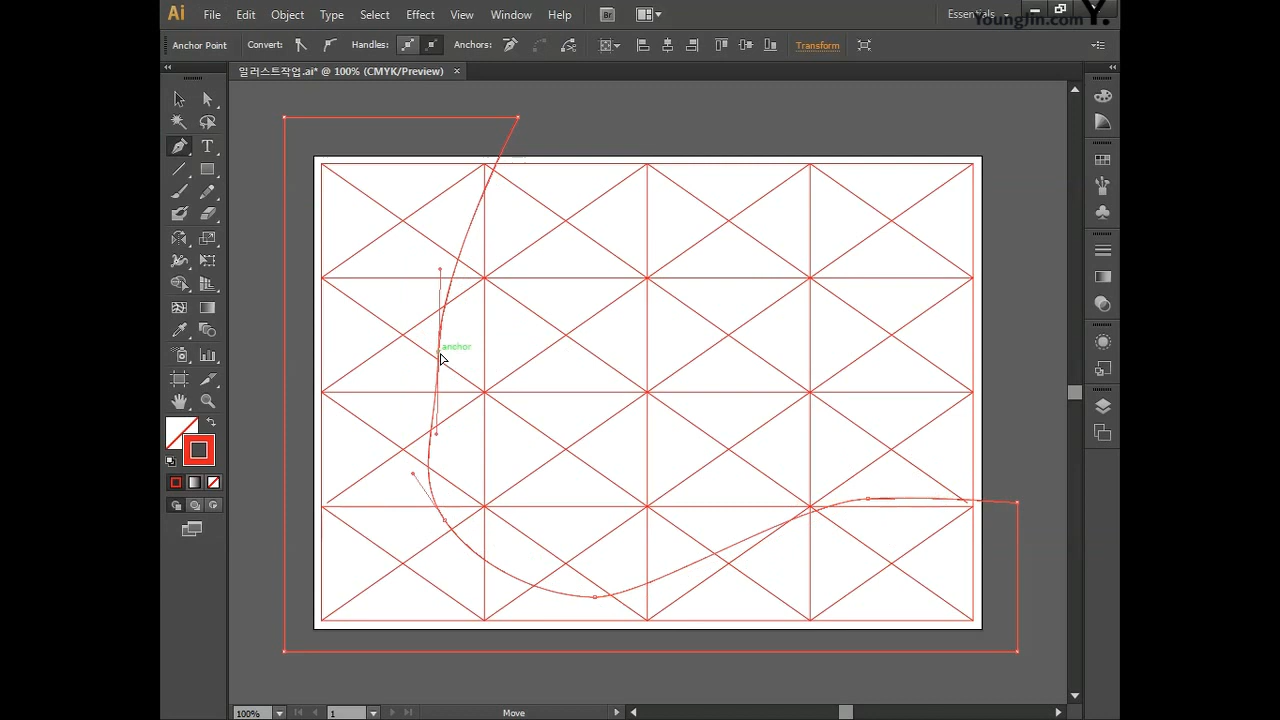 Ai File Edit Object Type Select Effect View Window Help Br Essentials
YoungJin.com Y.
Anchor Point Convert: Handles: Anchors: Transform
일러스트작업.ai* @ 100% (CMYK/Preview) ×
T
anchor
100% 1 Move